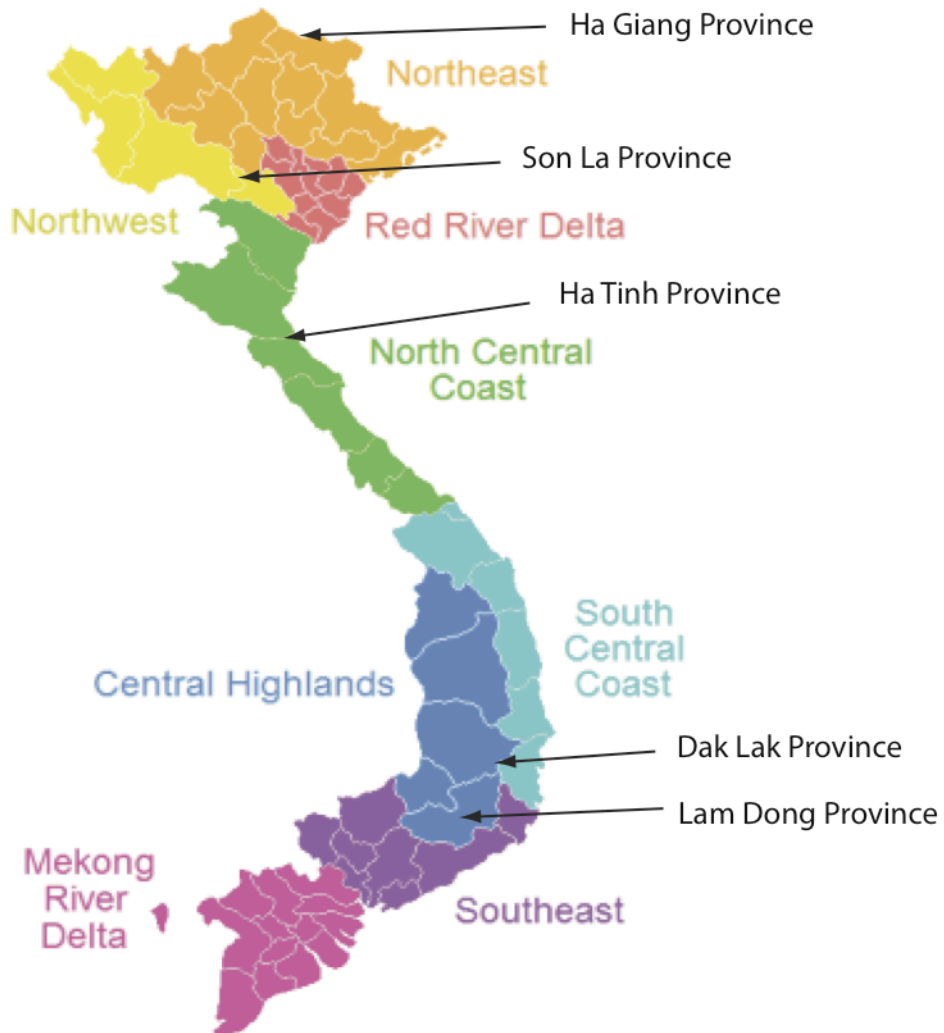 Ha Giang Province
Northeast
Son La Province
Northwest
Red River Delta
Ha Tinh Province
North Central
Coast
South
Central
Coast
Central Highlands
Dak Lak Province
Lam Dong Province
Mekong
River
Delta
Southeast